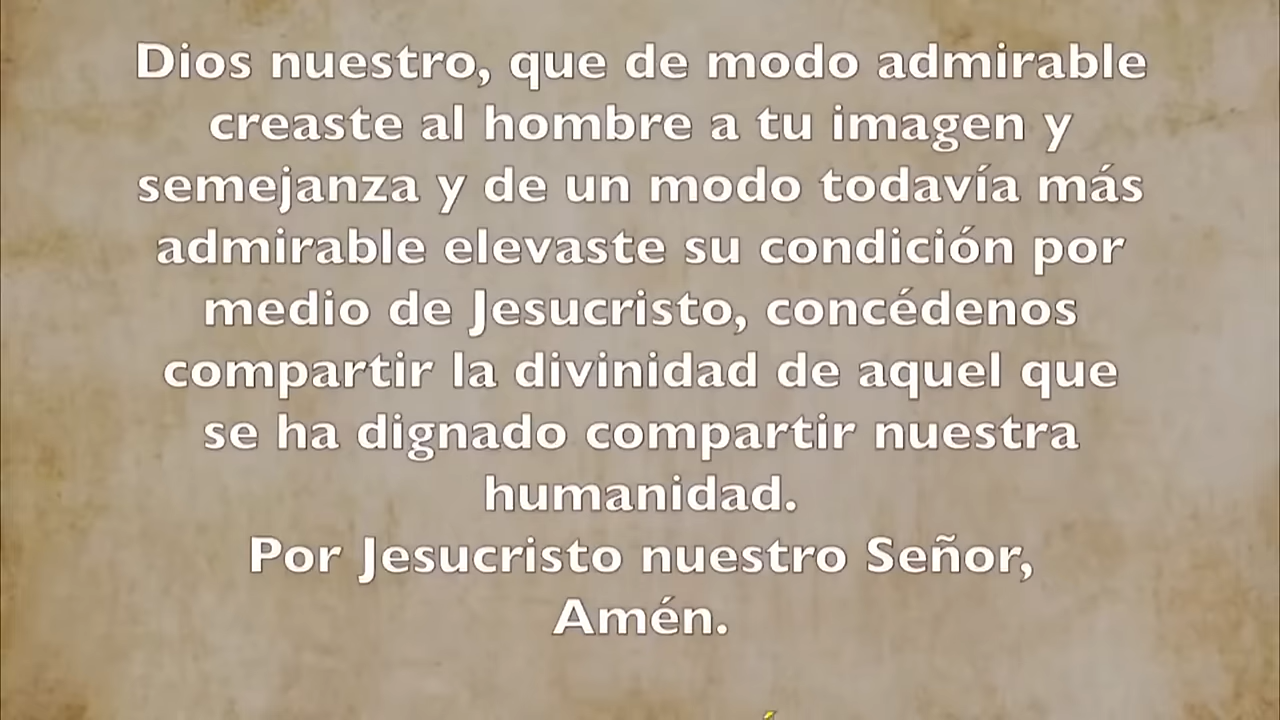 Dios nuestro, que de modo admirable
creaste al hombre a tu imagen y
semejanza y de un modo todavía más
admirable elevaste su condición por
medio de Jesucristo, concédenos
compartir la divinidad de aquel que
se ha dignado compartir nuestra
humanidad.
Por Jesucristo nuestro Señor,
Amén.